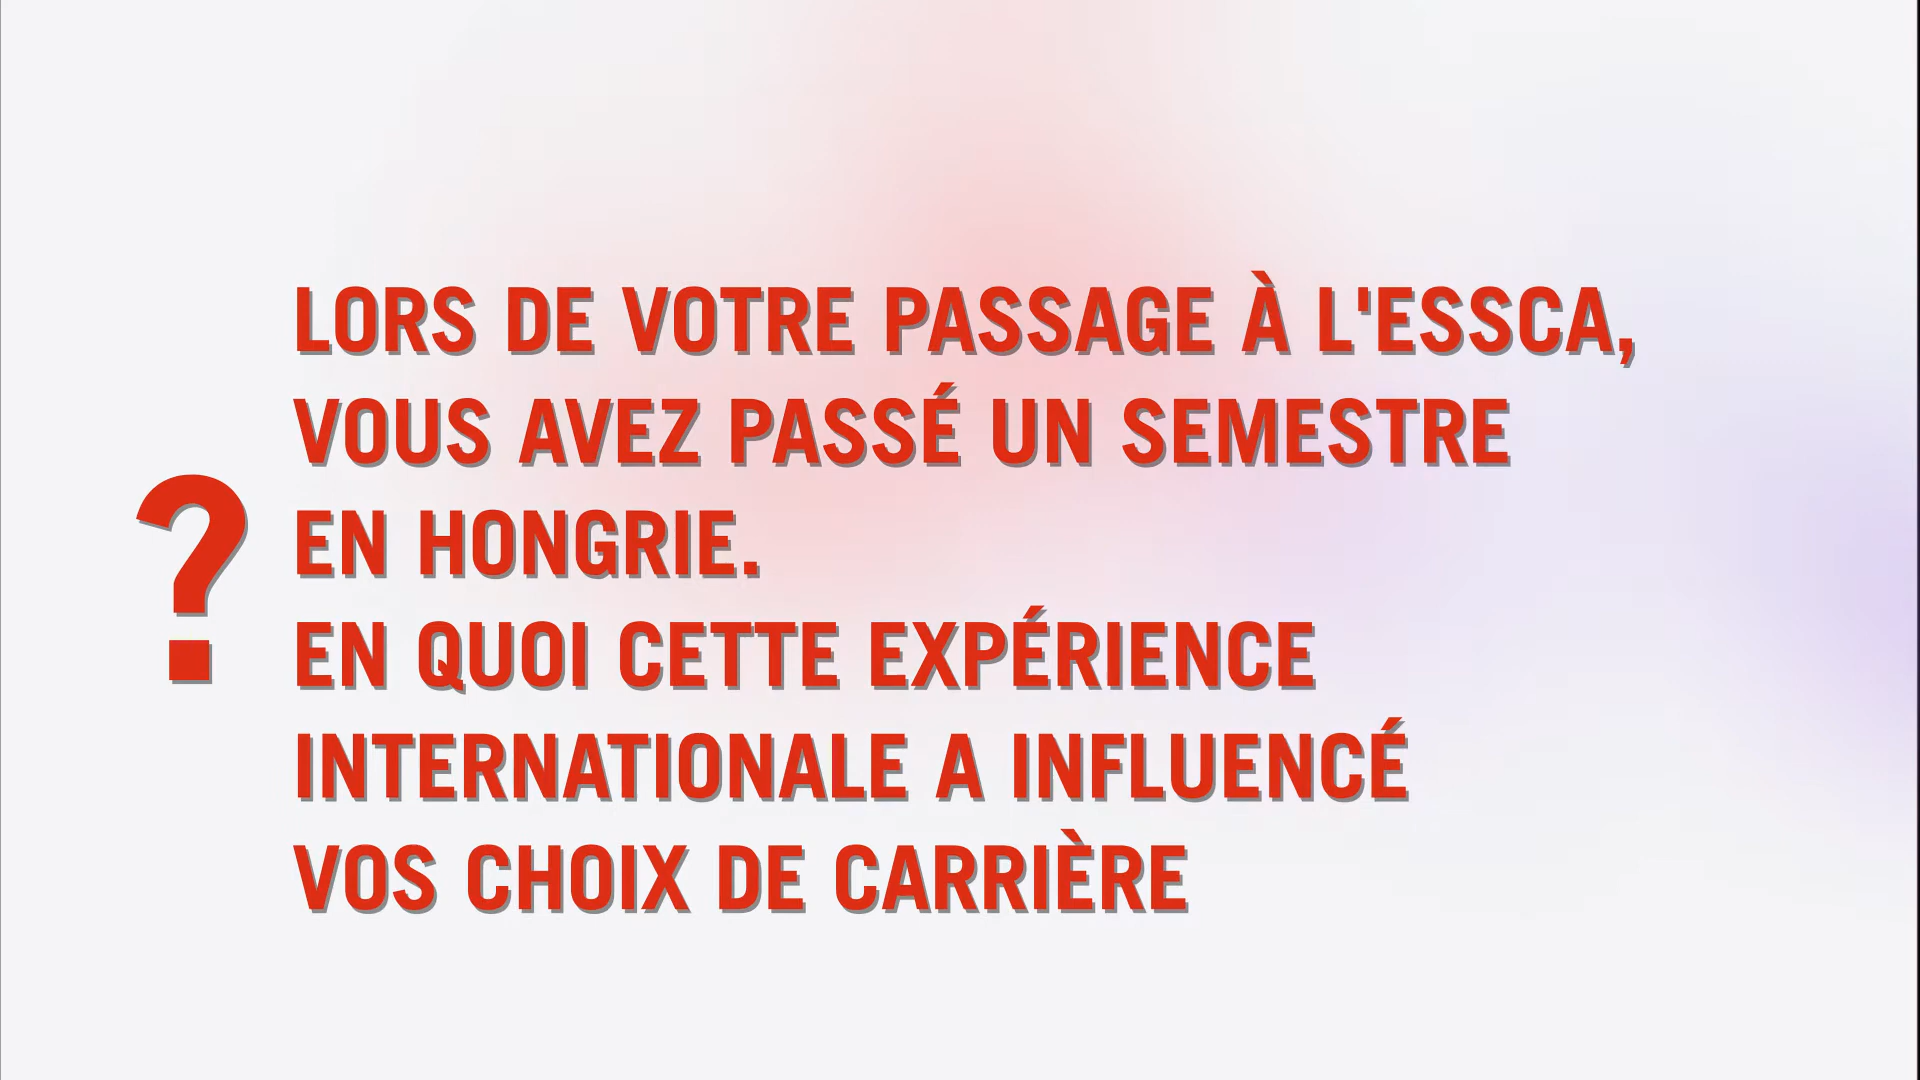 ?
LORS DE VOTRE PASSAGE À L'ESSCA,
VOUS AVEZ PASSÉ UN SEMESTRE
EN HONGRIE.
EN QUOI CETTE EXPÉRIENCE
INTERNATIONALE A INFLUENCÉ
VOS CHOIX DE CARRIÈRE